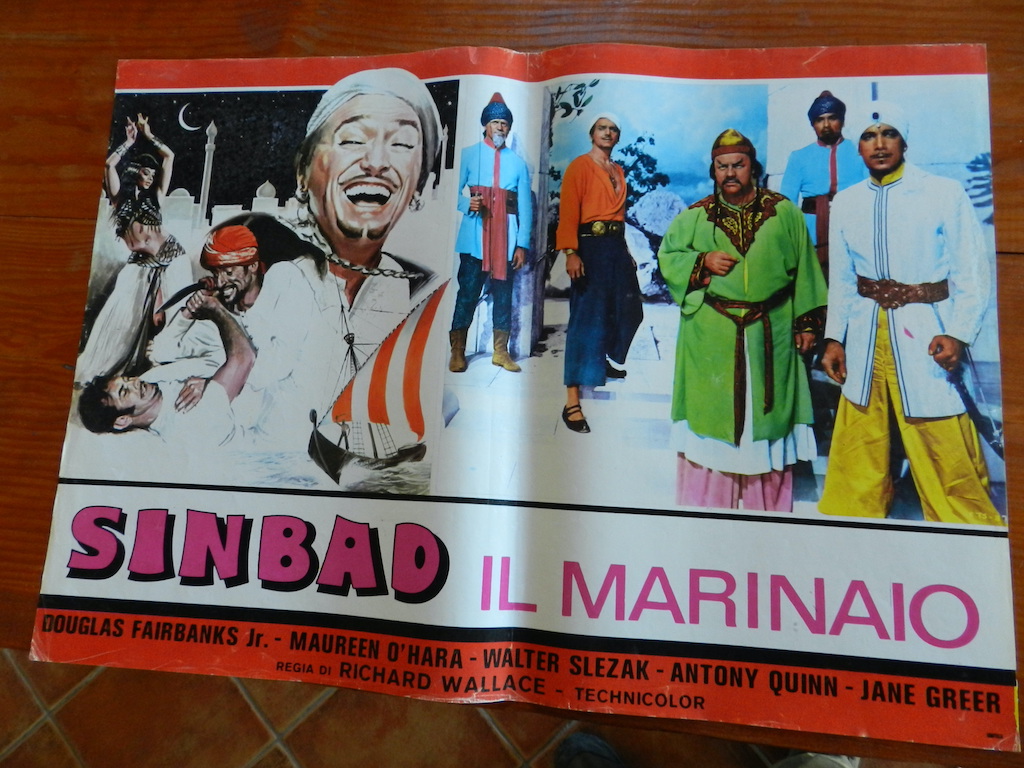 SINBAD IL MARINAIO
DOUGLAS FAIRBANKS Jr. - MAUREEN O'HARA - WALTER SLEZAK - ANTONY QUINN - JANE GREER
REGIA DI RICHARD WALLACE - TECHNICOLOR